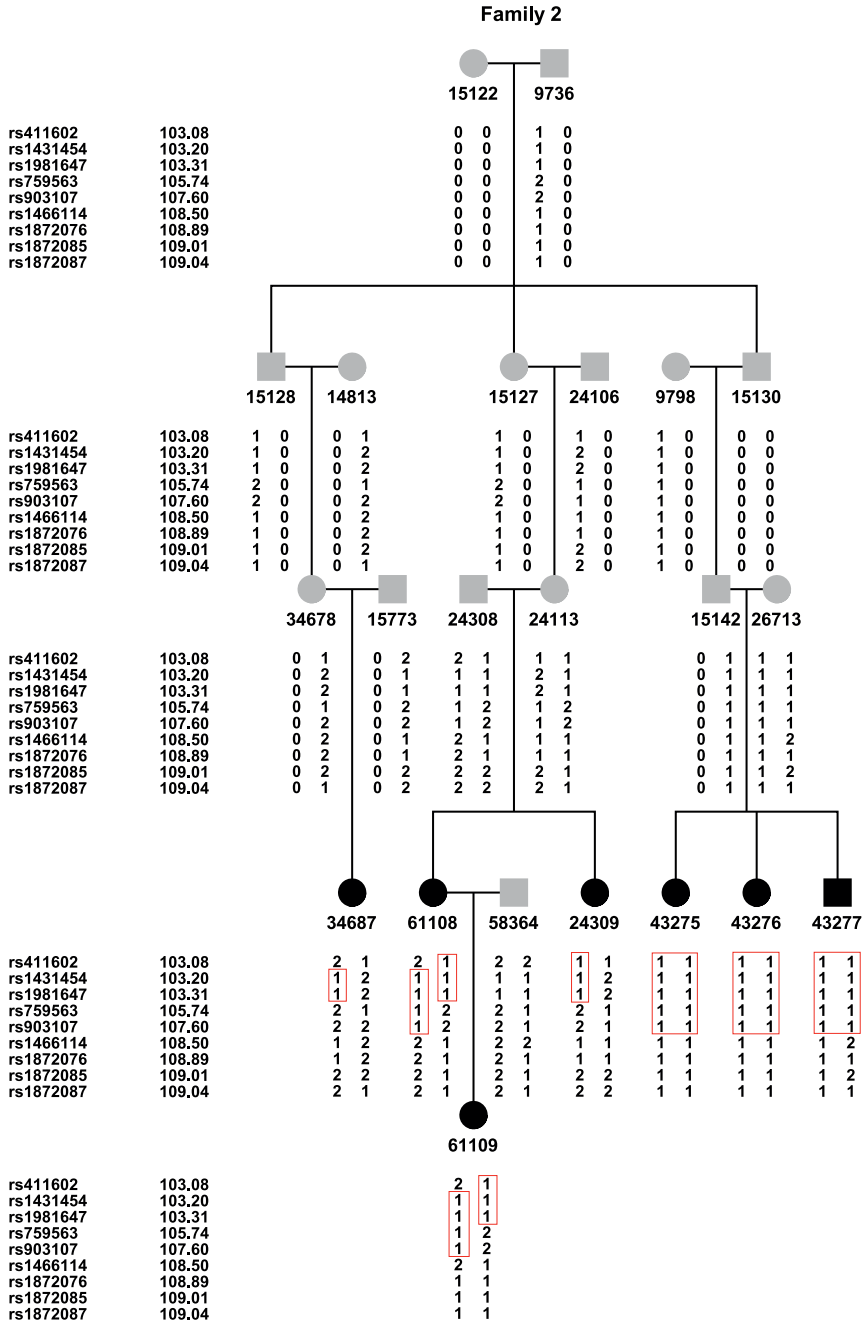 Family 2
15122 9736
rs411602 103.08 0 0 1 0
rs1431454 103.20 0 0 1 0
rs1981647 103.31 0 0 1 0
rs759563 105.74 0 0 2 0
rs903107 107.60 0 0 2 0
rs1466114 108.50 0 0 1 0
rs1872076 108.89 0 0 1 0
rs1872085 109.01 0 0 1 0
rs1872087 109.04 0 0 1 0
15128 14813 15127 24106 9798 15130
rs411602 103.08 1 0 0 1 1 0 1 0 1 0 0 0
rs1431454 103.20 1 0 0 2 1 0 2 0 1 0 0 0
rs1981647 103.31 1 0 0 2 1 0 2 0 1 0 0 0
rs759563 105.74 2 0 0 1 2 0 1 0 1 0 0 0
rs903107 107.60 2 0 0 2 2 0 1 0 1 0 0 0
rs1466114 108.50 1 0 0 2 1 0 1 0 1 0 0 0
rs1872076 108.89 1 0 0 2 1 0 1 0 1 0 0 0
rs1872085 109.01 1 0 0 2 1 0 2 0 1 0 0 0
rs1872087 109.04 1 0 0 1 1 0 2 0 1 0 0 0
34678 15773 24308 24113 15142 26713
rs411602 103.08 0 1 0 2 2 1 1 1 0 1 1 1
rs1431454 103.20 0 2 0 1 1 1 2 1 0 1 1 1
rs1981647 103.31 0 2 0 1 1 1 2 1 0 1 1 1
rs759563 105.74 0 1 0 2 1 2 1 2 0 1 1 1
rs903107 107.60 0 2 0 2 1 2 1 2 0 1 1 1
rs1466114 108.50 0 2 0 1 2 1 1 1 0 1 1 2
rs1872076 108.89 0 2 0 1 2 1 1 1 0 1 1 1
rs1872085 109.01 0 2 0 2 2 2 2 1 0 1 1 2
rs1872087 109.04 0 1 0 2 2 2 2 1 0 1 1 1
34687 61108 58364 24309 43275 43276 43277
rs411602 103.08 2 1 2 1 2 2 1 1 1 1 1 1 1 1
rs1431454 103.20 1 2 1 1 1 1 1 2 1 1 1 1 1 1
rs1981647 103.31 1 2 1 1 1 1 1 2 1 1 1 1 1 1
rs759563 105.74 2 1 1 2 2 1 2 1 1 1 1 1 1 1
rs903107 107.60 2 2 1 2 2 1 2 1 1 1 1 1 1 1
rs1466114 108.50 1 2 2 1 2 2 1 1 1 1 1 1 1 2
rs1872076 108.89 1 2 2 1 2 1 1 1 1 1 1 1 1 1
rs1872085 109.01 2 2 2 1 2 1 2 2 1 1 1 1 1 2
rs1872087 109.04 2 1 2 1 2 1 2 2 1 1 1 1 1 1
61109
rs411602 103.08 2 1
rs1431454 103.20 1 1
rs1981647 103.31 1 1
rs759563 105.74 1 2
rs903107 107.60 1 2
rs1466114 108.50 2 1
rs1872076 108.89 1 1
rs1872085 109.01 1 1
rs1872087 109.04 1 1